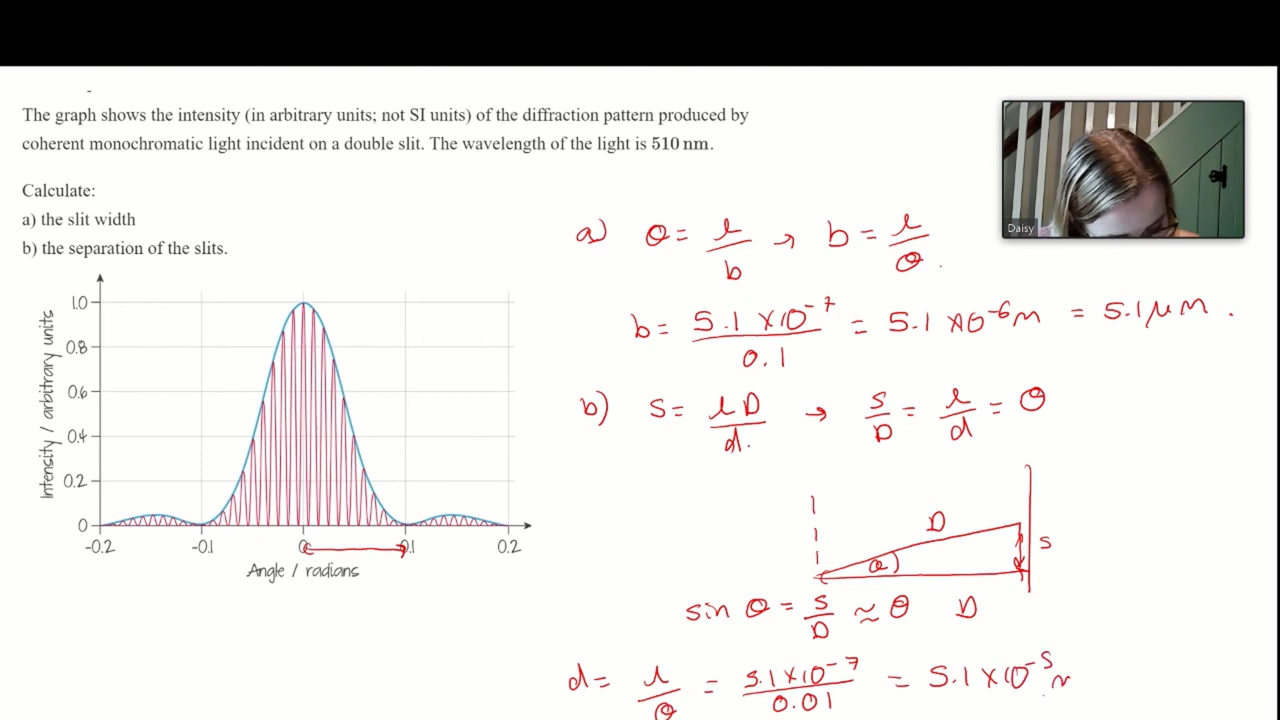 The graph shows the intensity (in arbitrary units; not SI units) of the diffraction pattern produced by
coherent monochromatic light incident on a double slit. The wavelength of the light is 510 nm.
Calculate:
a) the slit width
b) the separation of the slits.
Intensity / arbitrary units
1.0
0.8
0.6
0.4
0.2
0
-0.2 -0.1 0 0.1 0.2
Angle / radians
Daisy
a) θ = λ/b → b = λ/θ
b = 5.1 × 10⁻⁷/0.1 = 5.1 × 10⁻⁶ m = 5.1 μm.
b) s = λD/d. → s/D = λ/d = θ
D
θ
s
D
sin θ = s/D ≈ θ
d = λ/θ = 5.1 × 10⁻⁷/0.01 = 5.1 × 10⁻⁵ m